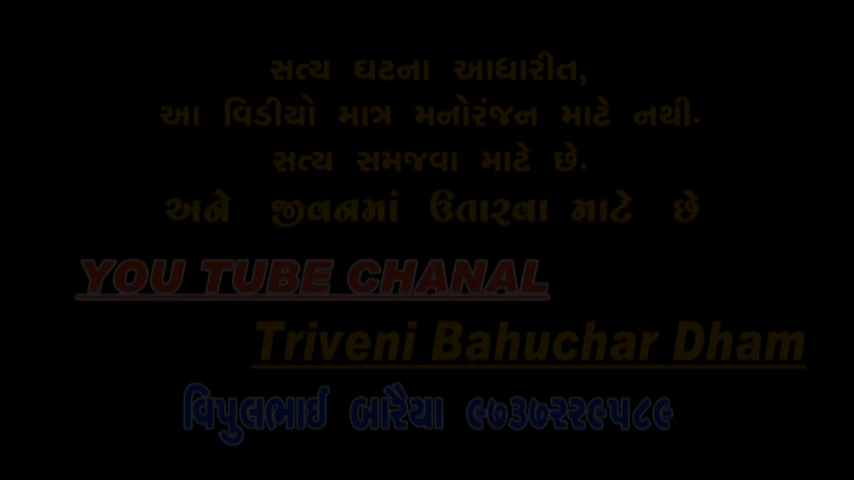 સત્ય ઘટના આધારીત,
આ વિડીયો માત્ર મનોરંજન માટે નથી.
સત્ય સમજવા માટે છે.
અને જીવનમાં ઉતારવા માટે છે
YOU TUBE CHANAL
Triveni Bahuchar Dham
વિપુલભાઈ બારૈયા ૯૭૩૭૨૨૯૫૮૯